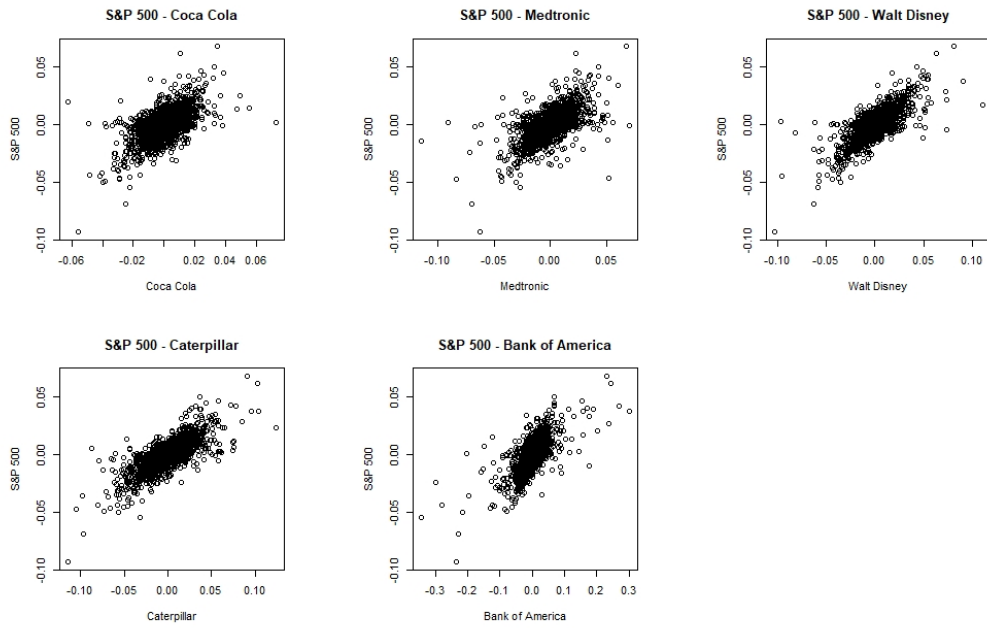 S&P 500 - Coca Cola
S&P 500
0.05
0.00
-0.05
-0.10
-0.06 -0.02 0.02 0.04 0.06
Coca Cola
S&P 500 - Medtronic
S&P 500
0.05
0.00
-0.05
-0.10
-0.10 -0.05 0.00 0.05
Medtronic
S&P 500 - Walt Disney
S&P 500
0.05
0.00
-0.05
-0.10
-0.10 -0.05 0.00 0.05 0.10
Walt Disney
S&P 500 - Caterpillar
S&P 500
0.05
0.00
-0.05
-0.10
-0.10 -0.05 0.00 0.05 0.10
Caterpillar
S&P 500 - Bank of America
S&P 500
0.05
0.00
-0.05
-0.10
-0.3 -0.2 -0.1 0.0 0.1 0.2 0.3
Bank of America